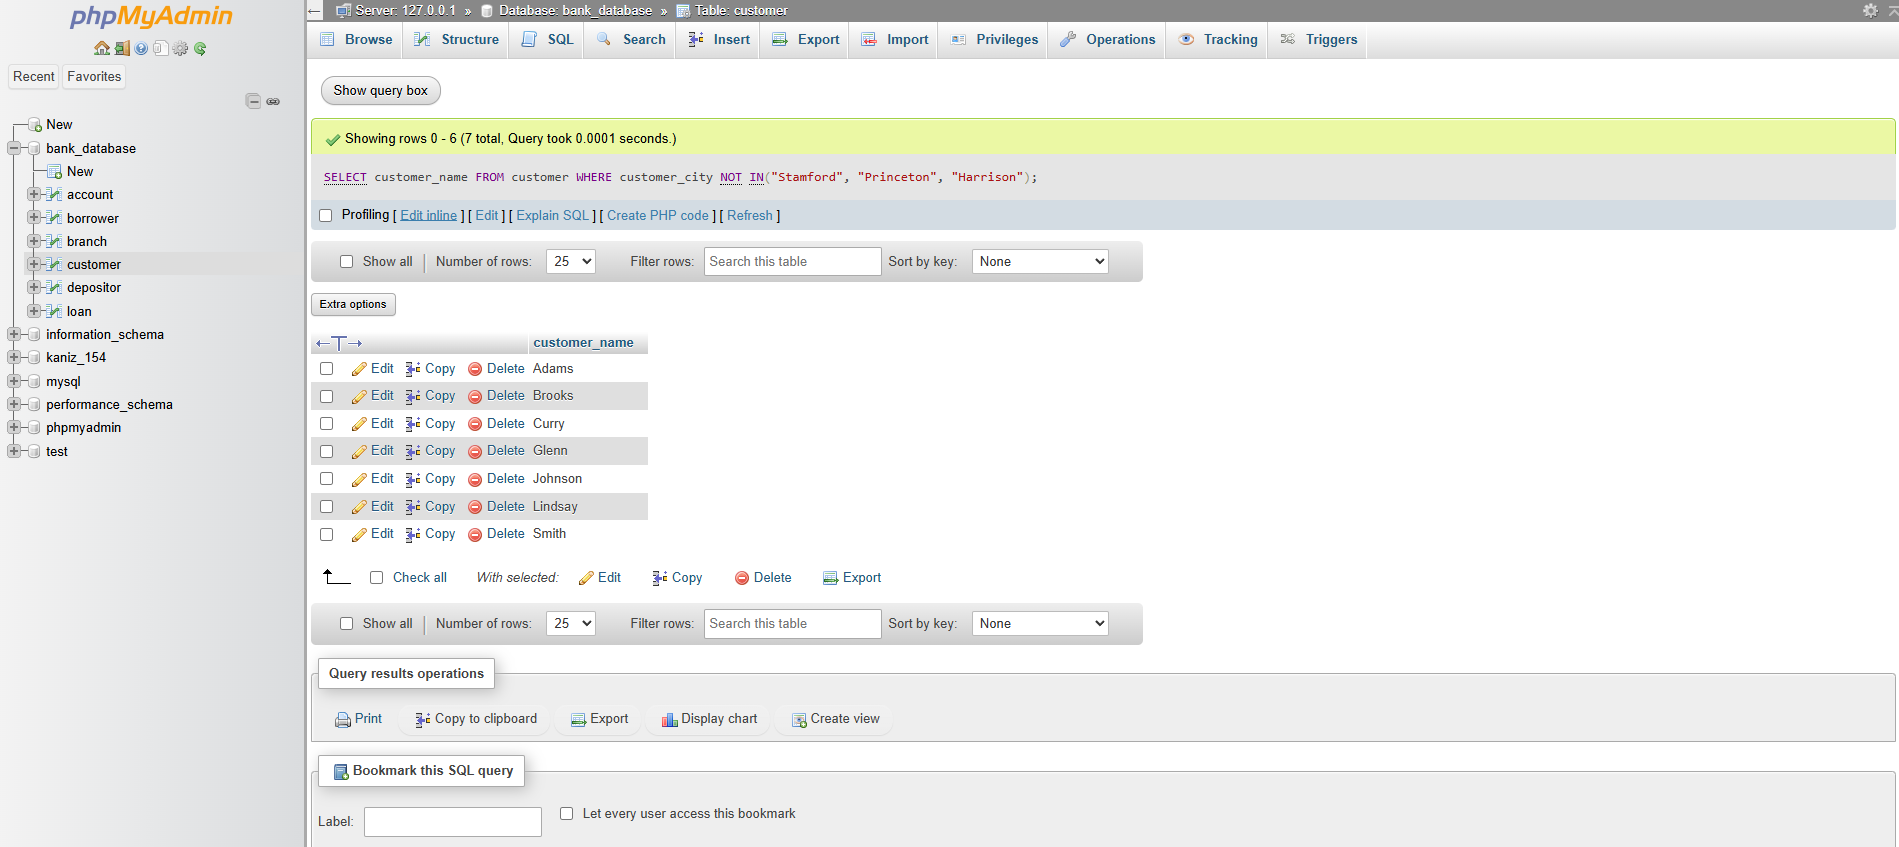 phpMyAdmin
Recent Favorites
New
bank_database
New
account
borrower
branch
customer
depositor
loan
information_schema
kaniz_154
mysql
performance_schema
phpmyadmin
test
Server: 127.0.0.1 » Database: bank_database » Table: customer
Browse Structure SQL Search Insert Export Import Privileges Operations Tracking Triggers
Show query box
Showing rows 0 - 6 (7 total, Query took 0.0001 seconds.)
SELECT customer_name FROM customer WHERE customer_city NOT IN("Stamford", "Princeton", "Harrison");
Profiling [ Edit inline ] [ Edit ] [ Explain SQL ] [ Create PHP code ] [ Refresh ]
Show all | Number of rows: 25 Filter rows: Search this table Sort by key: None
Extra options
←T→ customer_name
Edit Copy Delete Adams
Edit Copy Delete Brooks
Edit Copy Delete Curry
Edit Copy Delete Glenn
Edit Copy Delete Johnson
Edit Copy Delete Lindsay
Edit Copy Delete Smith
Check all With selected: Edit Copy Delete Export
Show all | Number of rows: 25 Filter rows: Search this table Sort by key: None
Query results operations
Print Copy to clipboard Export Display chart Create view
Bookmark this SQL query
Label: Let every user access this bookmark